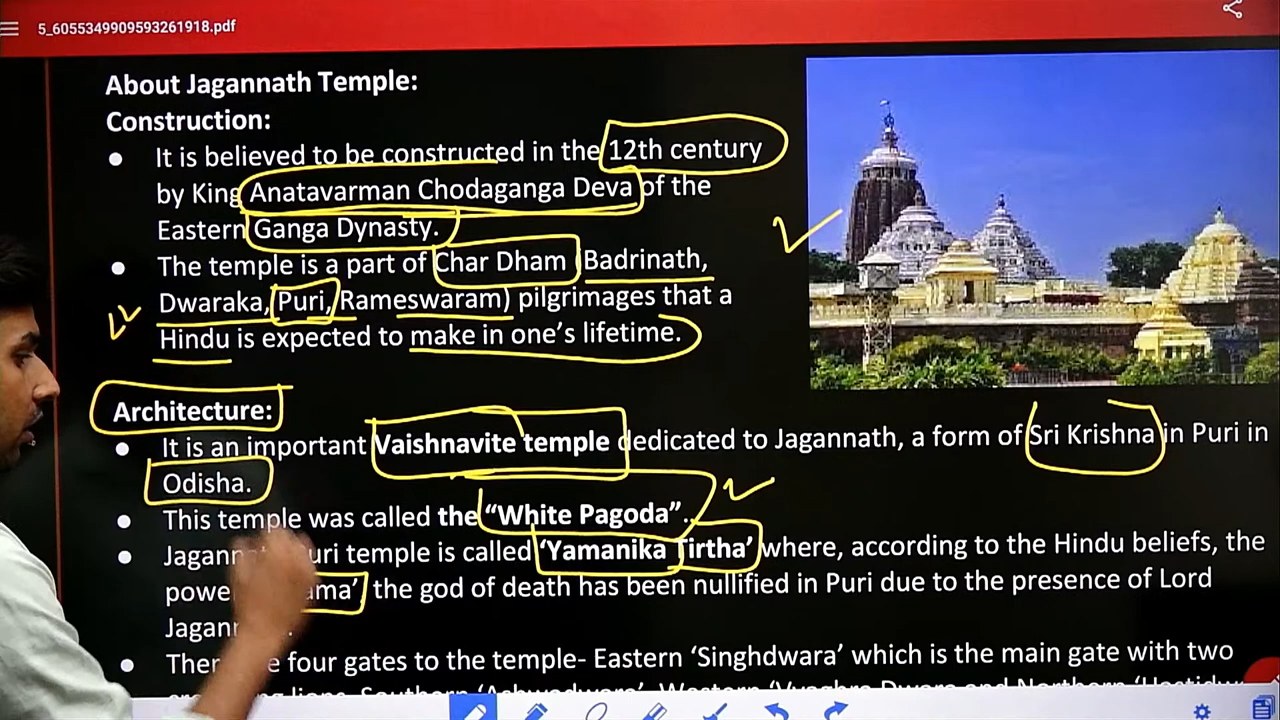 5_6055349909593261918.pdf
About Jagannath Temple:
Construction:
It is believed to be constructed in the 12th century
by King Anatavarman Chodaganga Deva of the
Eastern Ganga Dynasty.
The temple is a part of Char Dham (Badrinath,
Dwaraka, Puri, Rameswaram) pilgrimages that a
Hindu is expected to make in one's lifetime.
Architecture:
It is an important Vaishnavite temple dedicated to Jagannath, a form of Sri Krishna in Puri in
Odisha.
This temple was called the “White Pagoda”.
temple is called ‘Yamanika Tirtha’ where, according to the Hindu beliefs, the
the god of death has been nullified in Puri due to the presence of Lord
four gates to the temple- Eastern ‘Singhdwara’ which is the main gate with two